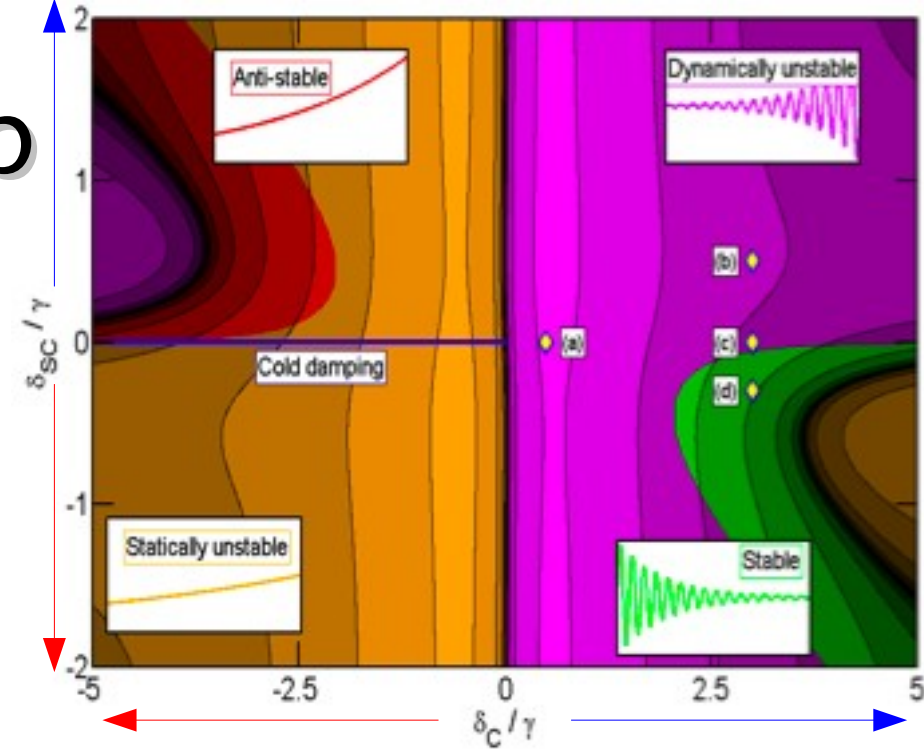 p
2
1
0
-1
-2
δSC / γ
-5
-2.5
0
2.5
5
δC / γ
Anti-stable
Dynamically unstable
(b)
(a)
(c)
Cold damping
(d)
Statically unstable
Stable